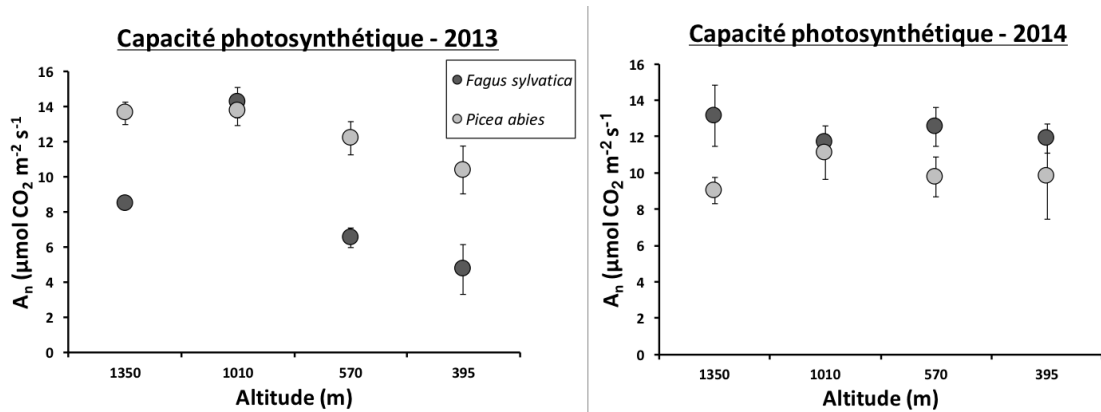 Capacité photosynthétique - 2013
Fagus sylvatica
Picea abies
Aₙ (µmol CO₂ m⁻² s⁻¹)
16
14
12
10
8
6
4
2
0
1350 1010 570 395
Altitude (m)
Capacité photosynthétique - 2014
Aₙ (µmol CO₂ m⁻² s⁻¹)
16
14
12
10
8
6
4
2
0
1350 1010 570 395
Altitude (m)